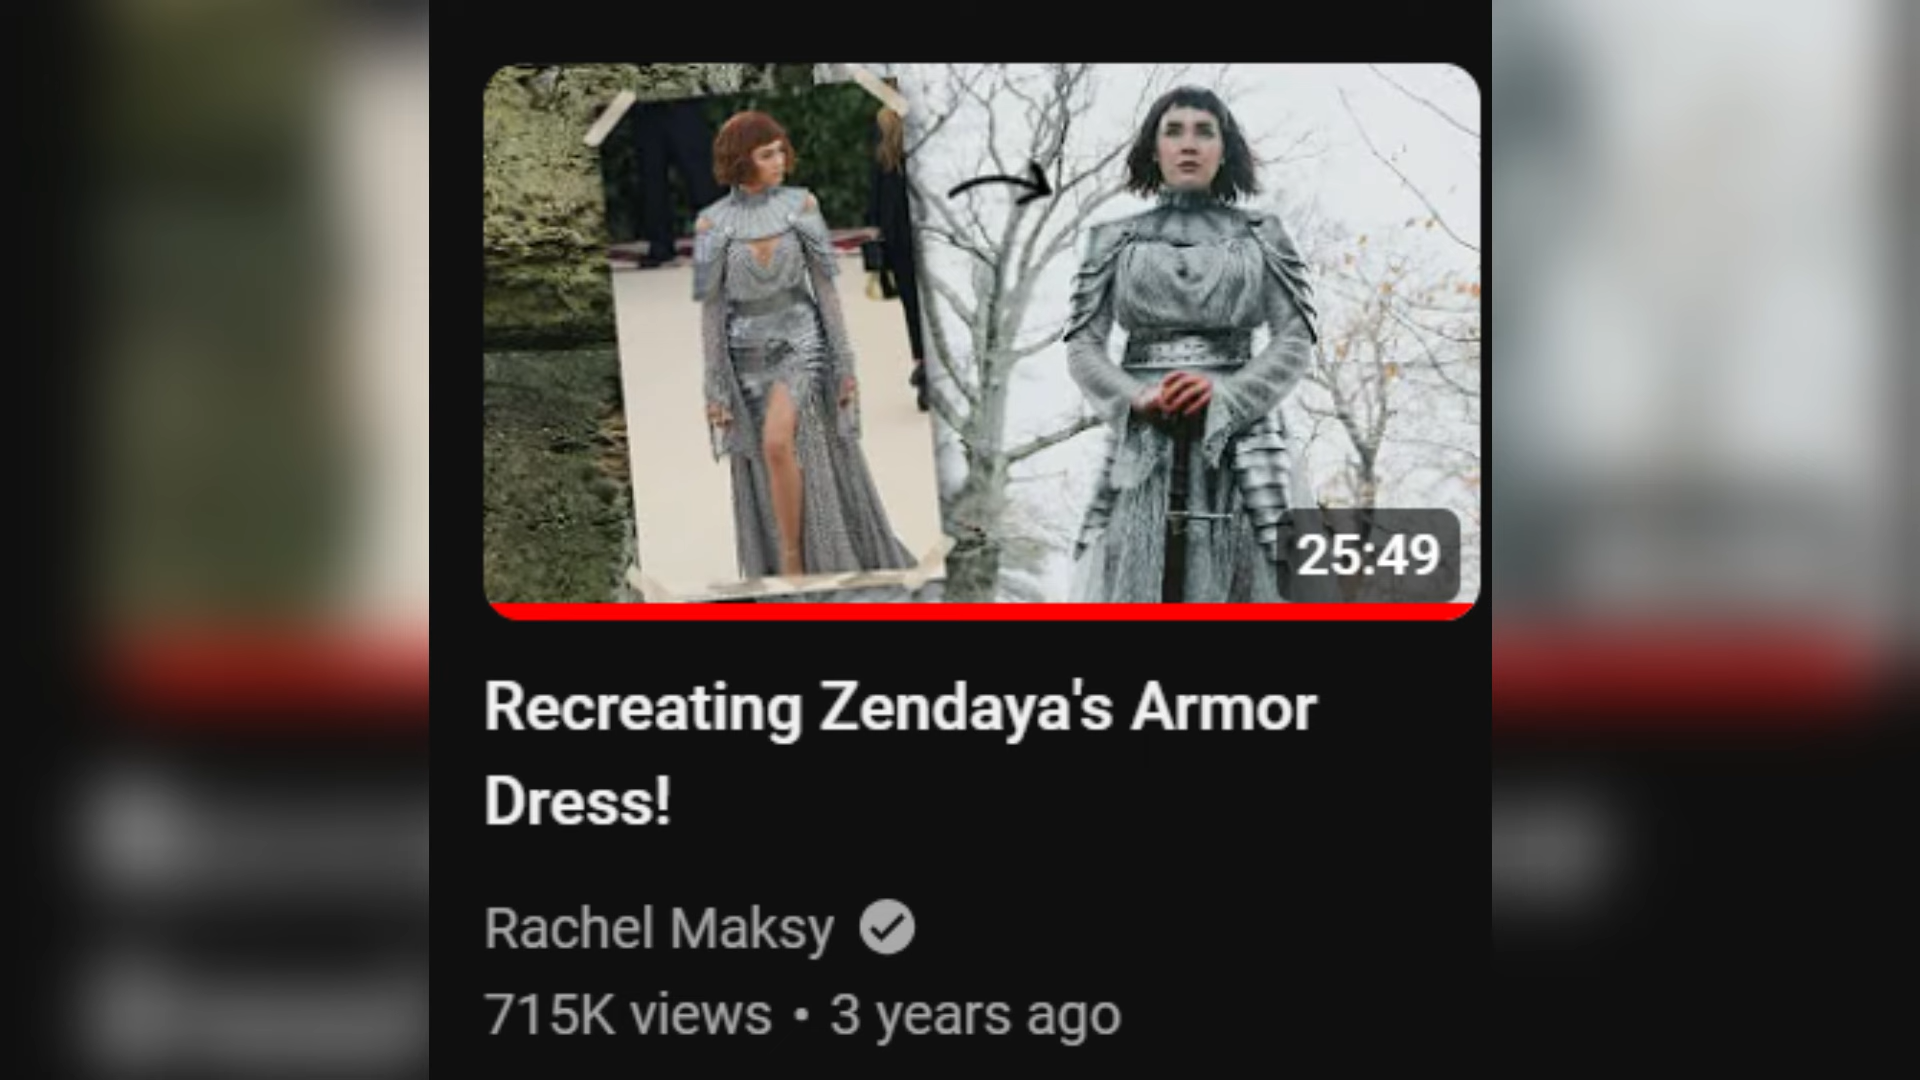 25:49
Recreating Zendaya's Armor
Dress!
Rachel Maksy
715K views • 3 years ago